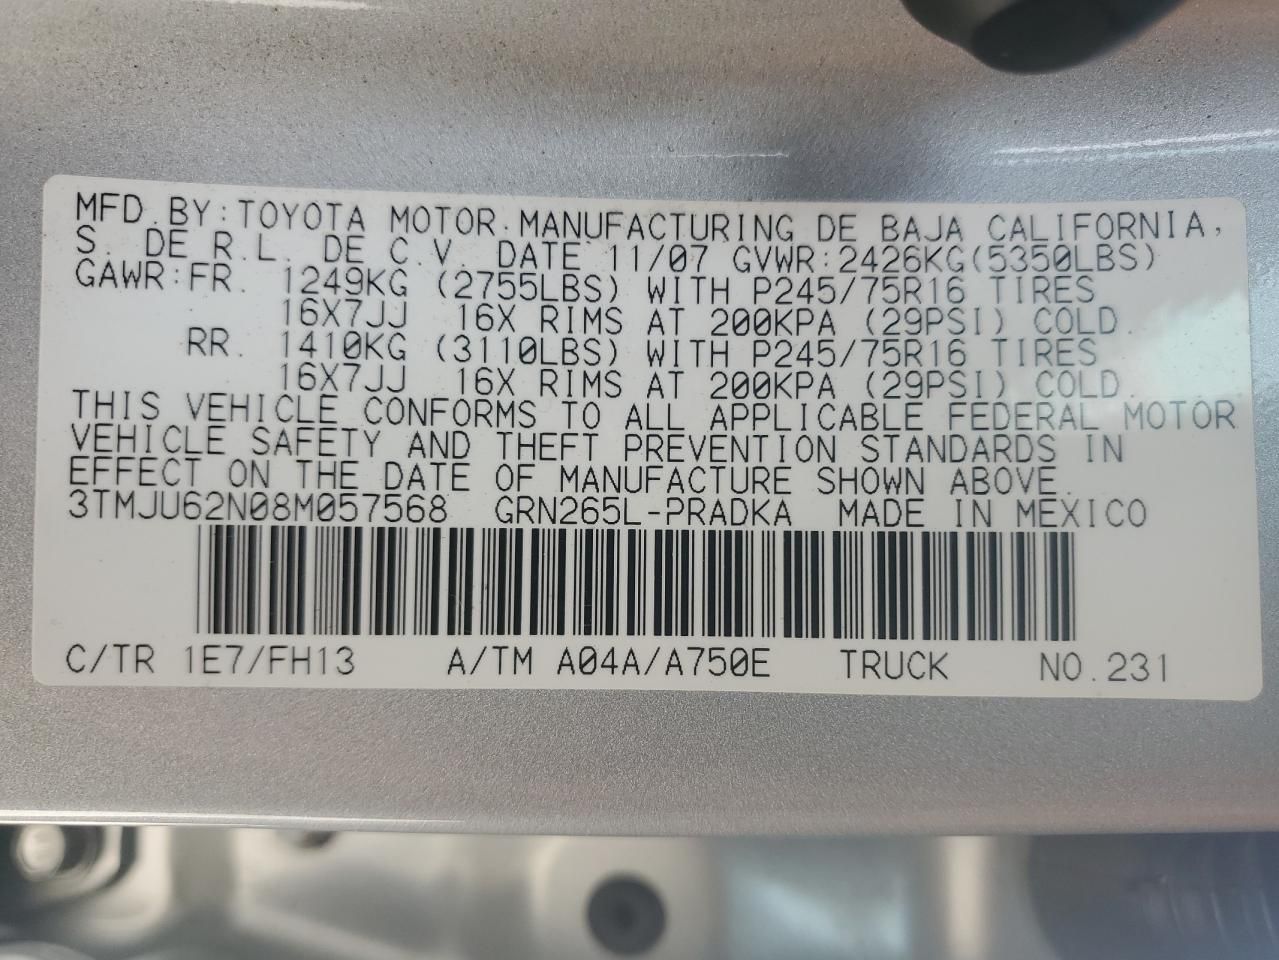 MFD.BY:TOYOTA MOTOR MANUFACTURING DE BAJA CALIFORNIA,
S. DE R.L. DE C.V. DATE 11/07 GVWR:2426KG(5350LBS)
GAWR:FR. 1249KG (2755LBS) WITH P245/75R16 TIRES
16X7JJ 16X RIMS AT 200KPA (29PSI) COLD.
RR. 1410KG (3110LBS) WITH P245/75R16 TIRES
16X7JJ 16X RIMS AT 200KPA (29PSI) COLD.
THIS VEHICLE CONFORMS TO ALL APPLICABLE FEDERAL MOTOR
VEHICLE SAFETY AND THEFT PREVENTION STANDARDS IN
EFFECT ON THE DATE OF MANUFACTURE SHOWN ABOVE.
3TMJU62N08M057568 GRN265L-PRADKA MADE IN MEXICO
C/TR 1E7/FH13 A/TM A04A/A750E TRUCK NO.231